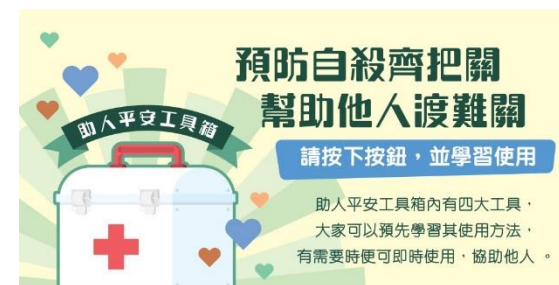 預防自殺齊把關
幫助他人渡難關
助人平安工具箱
請按下按鈕，並學習使用
助人平安工具箱內有四大工具，
大家可以預先學習其使用方法，
有需要時便可即時使用，協助他人。